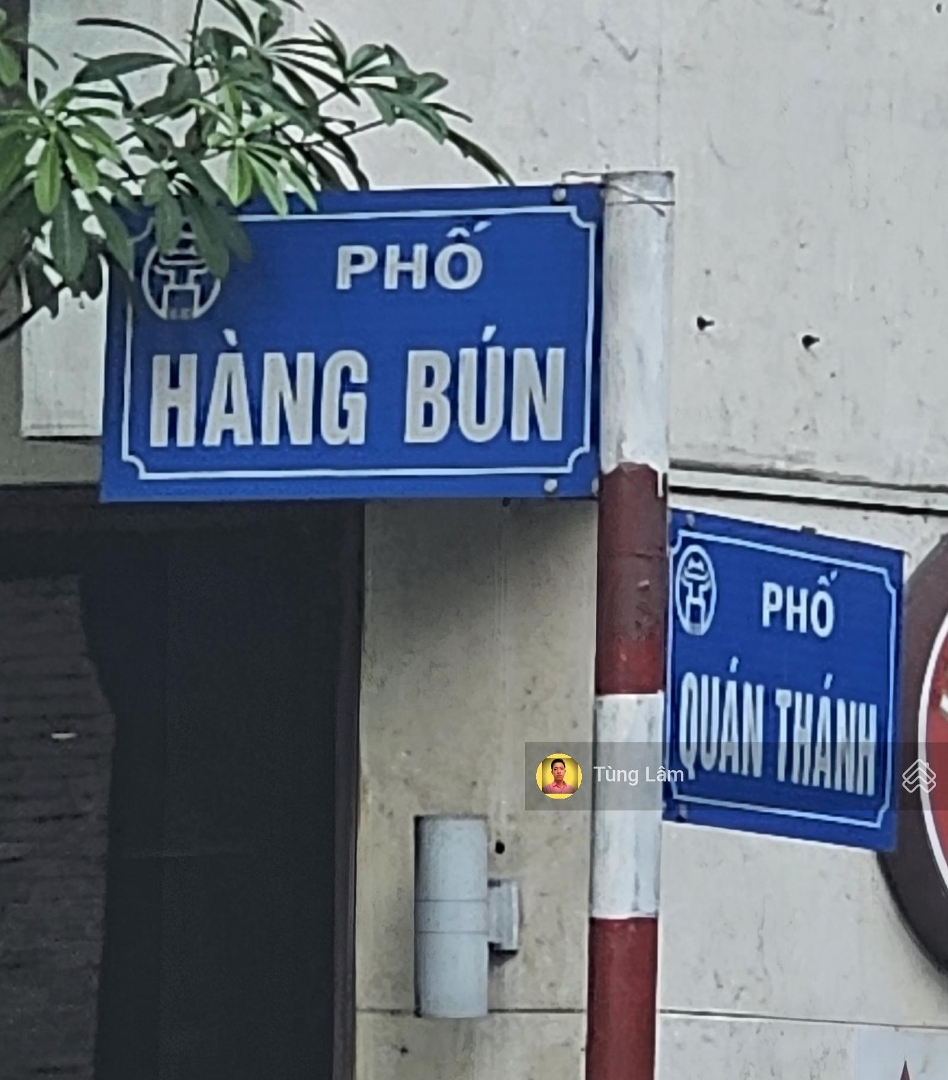 PHỐ
HÀNG BÚN
PHỐ
QUÁN THÁNH
Tùng Lâm